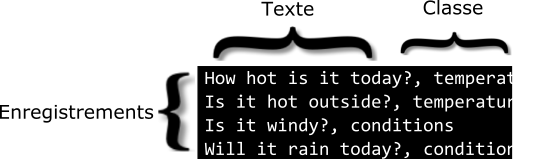 Texte Classe
How hot is it today?, temperat
Is it hot outside?, temperatur
Enregistrements
Is it windy?, conditions
Will it rain today?, condition